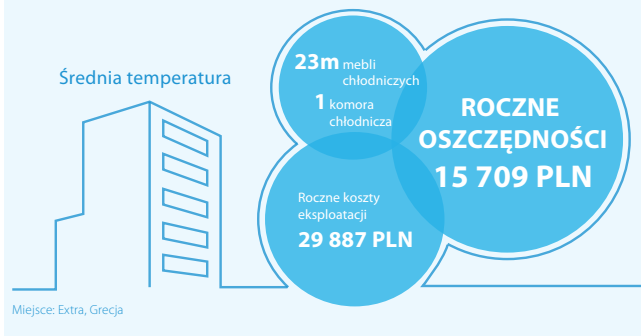 Średnia temperatura
23m mebli
chłodniczych
1 komora
chłodnicza
ROCZNE
OSZCZĘDNOŚCI
15 709 PLN
Roczne koszty
eksploatacji
29 887 PLN
Miejsce: Extra, Grecja